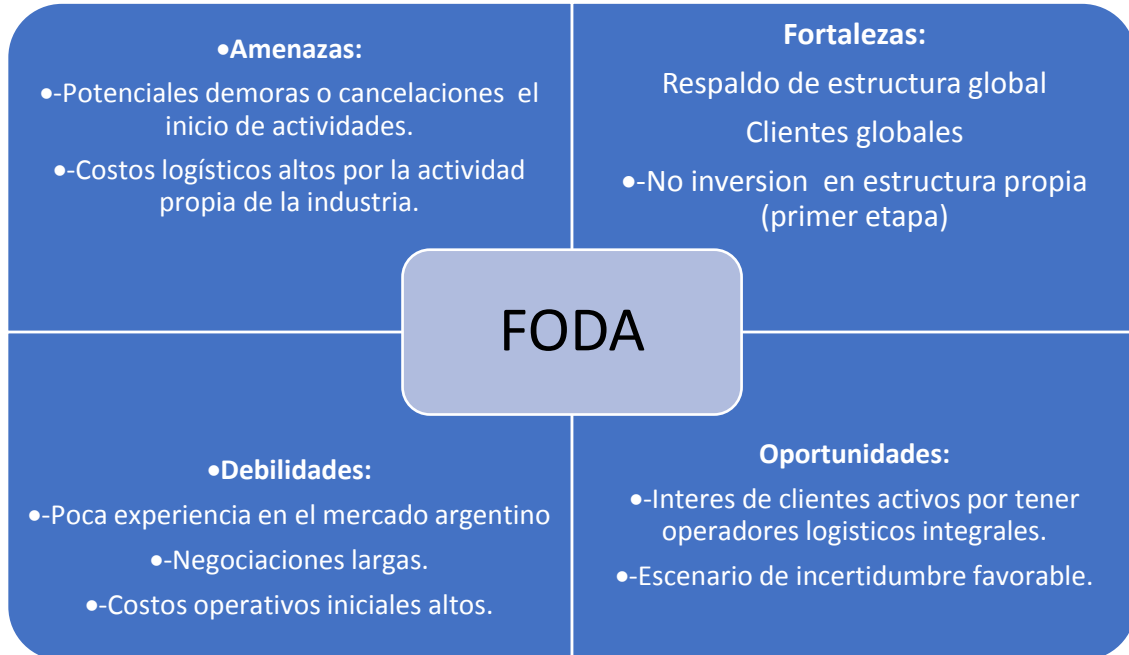 •Amenazas:
•-Potenciales demoras o cancelaciones  el
inicio de actividades.
•-Costos logísticos altos por la actividad
propia de la industria.
Fortalezas:
Respaldo de estructura global
Clientes globales
•-No inversion  en estructura propia
(primer etapa)
FODA
•Debilidades:
•-Poca experiencia en el mercado argentino
•-Negociaciones largas.
•-Costos operativos iniciales altos.
Oportunidades:
•-Interes de clientes activos por tener
operadores logisticos integrales.
•-Escenario de incertidumbre favorable.